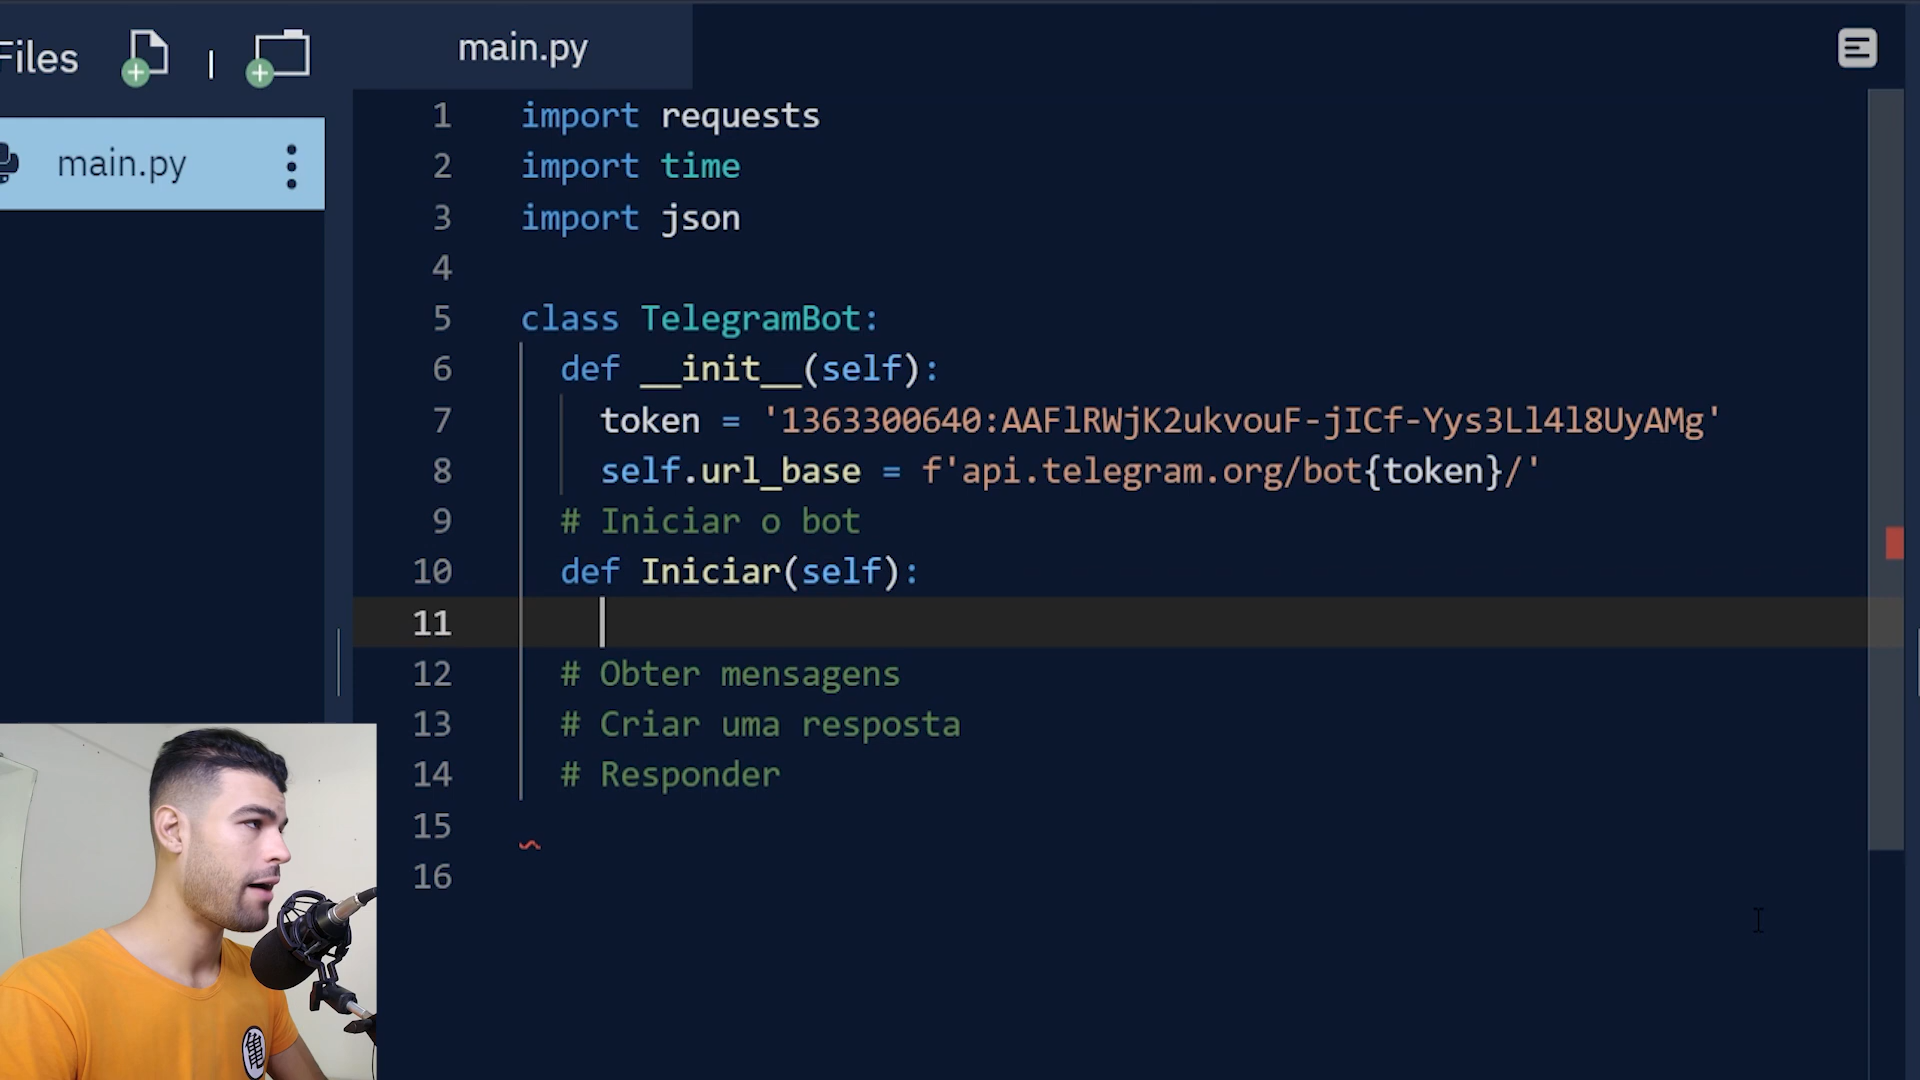 Files
main.py
main.py
1 import requests
2 import time
3 import json
4
5 class TelegramBot:
6 def __init__(self):
7 token = '1363300640:AAFlRWjK2ukvouF-jICf-Yys3Ll4l8UyAMg'
8 self.url_base = f'api.telegram.org/bot{token}/'
9 # Iniciar o bot
10 def Iniciar(self):
11
12 # Obter mensagens
13 # Criar uma resposta
14 # Responder
15
16
亀